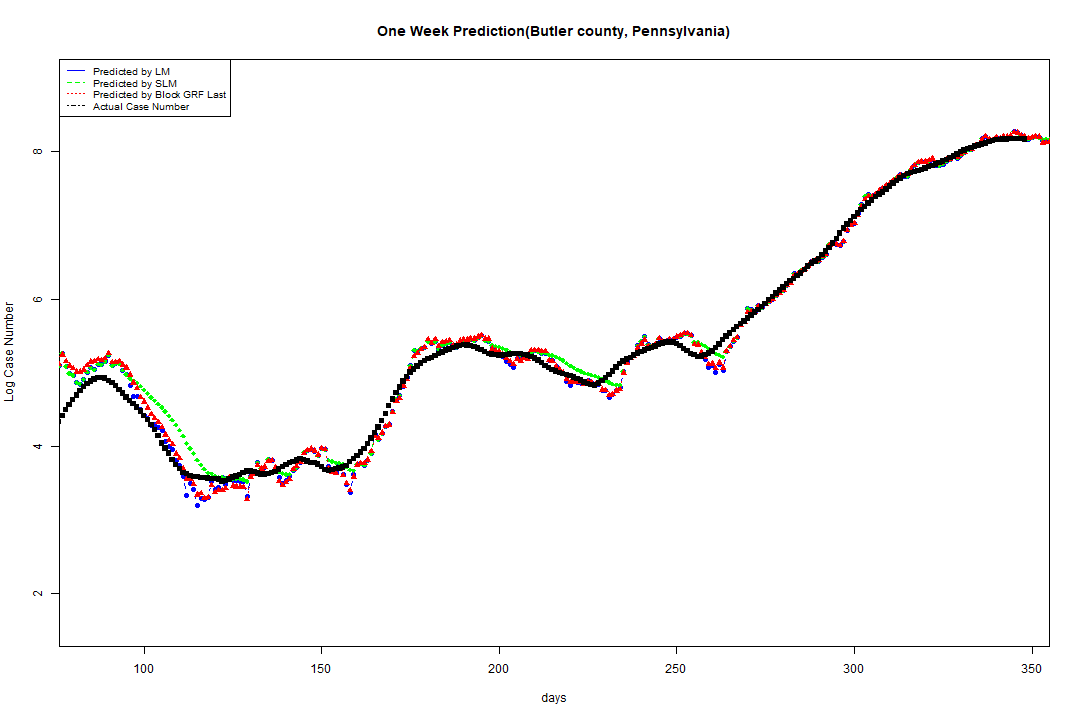 One Week Prediction(Butler county, Pennsylvania)
Predicted by LM
Predicted by SLM
Predicted by Block GRF Last
Actual Case Number
Log Case Number
8
6
4
2
100 150 200 250 300 350
days